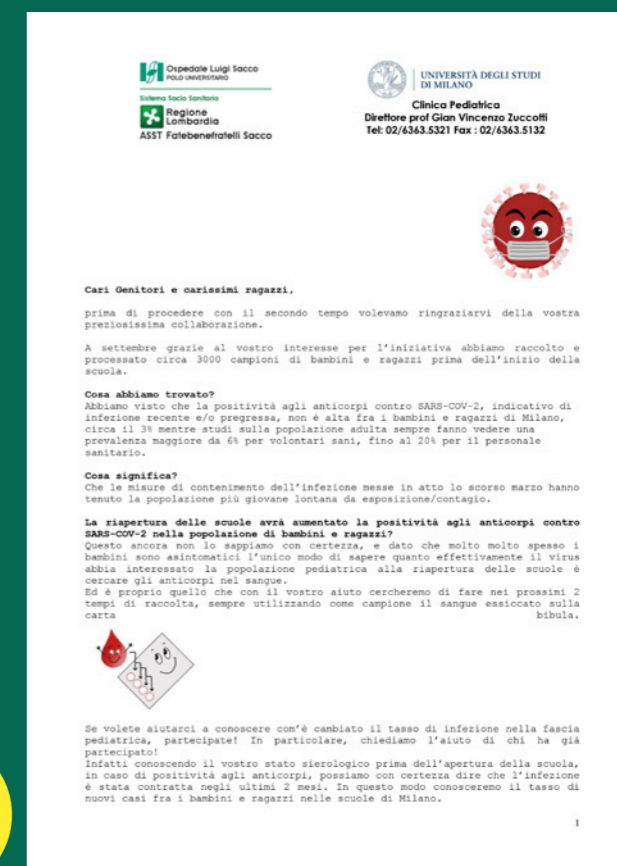 Ospedale Luigi Sacco
POLO UNIVERSITARIO
Sistema Socio Sanitario
Regione
Lombardia
ASST Fatebenefratelli Sacco
UNIVERSITÀ DEGLI STUDI
DI MILANO
Clinica Pediatrica
Direttore prof Gian Vincenzo Zuccotti
Tel: 02/6363.5321 Fax : 02/6363.5132
Cari Genitori e carissimi ragazzi,
prima di procedere con il secondo tempo volevamo ringraziarvi della vostra
preziosissima collaborazione.
A settembre grazie al vostro interesse per l'iniziativa abbiamo raccolto e
processato circa 3000 campioni di bambini e ragazzi prima dell'inizio della
scuola.
Cosa abbiamo trovato?
Abbiamo visto che la positività agli anticorpi contro SARS-COV-2, indicativo di
infezione recente e/o pregressa, non è alta fra i bambini e ragazzi di Milano,
circa il 3% mentre studi sulla popolazione adulta sempre fanno vedere una
prevalenza maggiore da 6% per volontari sani, fino al 20% per il personale
sanitario.
Cosa significa?
Che le misure di contenimento dell'infezione messe in atto lo scorso marzo hanno
tenuto la popolazione più giovane lontana da esposizione/contagio.
La riapertura delle scuole avrà aumentato la positività agli anticorpi contro
SARS-COV-2 nella popolazione di bambini e ragazzi?
Questo ancora non lo sappiamo con certezza, e dato che molto molto spesso i
bambini sono asintomatici l'unico modo di sapere quanto effettivamente il virus
abbia interessato la popolazione pediatrica alla riapertura delle scuole è
cercare gli anticorpi nel sangue.
Ed è proprio quello che con il vostro aiuto cercheremo di fare nei prossimi 2
tempi di raccolta, sempre utilizzando come campione il sangue essiccato sulla
carta bibula.
Se volete aiutarci a conoscere com'è cambiato il tasso di infezione nella fascia
pediatrica, partecipate! In particolare, chiediamo l'aiuto di chi ha già
partecipato!
Infatti conoscendo il vostro stato sierologico prima dell'apertura della scuola,
in caso di positività agli anticorpi, possiamo con certezza dire che l'infezione
è stata contratta negli ultimi 2 mesi. In questo modo conosceremo il tasso di
nuovi casi fra i bambini e ragazzi nelle scuole di Milano.
1